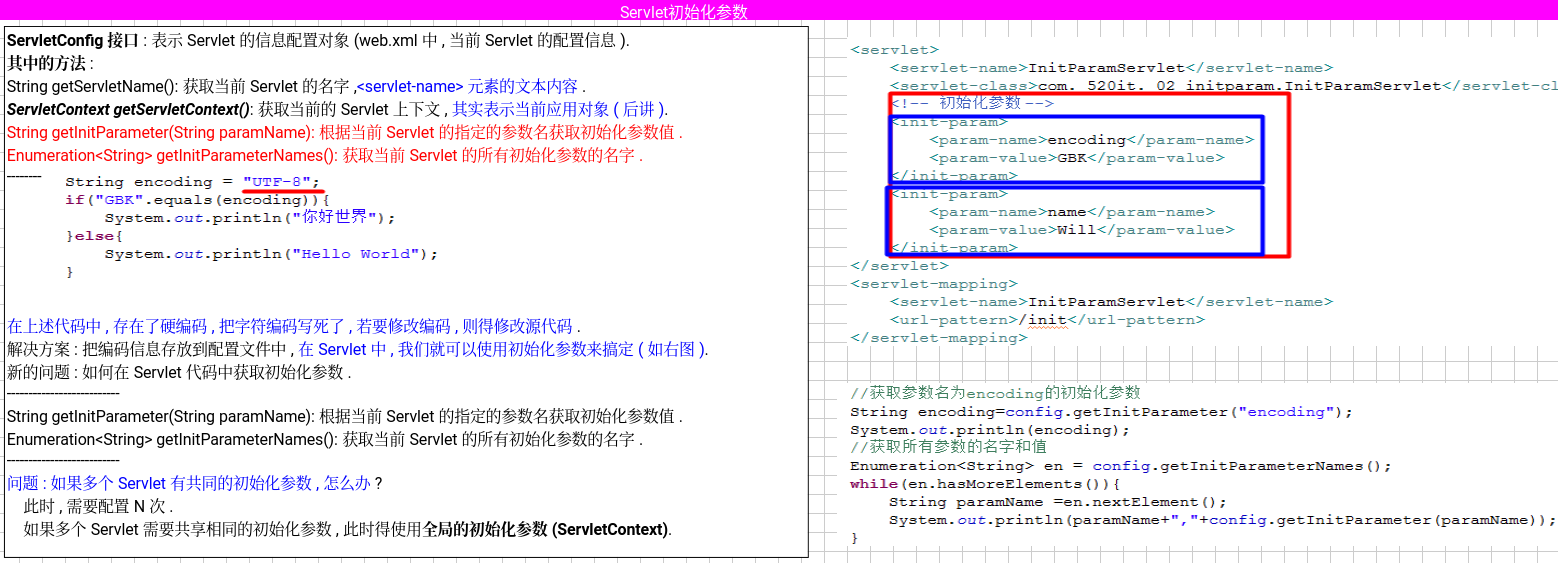 Servlet初始化参数
ServletConfig 接口 : 表示 Servlet 的信息配置对象 (web.xml 中 , 当前 Servlet 的配置信息 ).
其中的方法 :
String getServletName(): 获取当前 Servlet 的名字 ,<servlet-name> 元素的文本内容 .
ServletContext getServletContext(): 获取当前的 Servlet 上下文 , 其实表示当前应用对象 ( 后讲 ).
String getInitParameter(String paramName): 根据当前 Servlet 的指定的参数名获取初始化参数值 .
Enumeration<String> getInitParameterNames(): 获取当前 Servlet 的所有初始化参数的名字 .
--------
String encoding = "UTF-8";
if("GBK".equals(encoding)){
System.out.println("你好世界");
}else{
System.out.println("Hello World");
}
在上述代码中 , 存在了硬编码 , 把字符编码写死了 , 若要修改编码 , 则得修改源代码 .
解决方案 : 把编码信息存放到配置文件中 , 在 Servlet 中 , 我们就可以使用初始化参数来搞定 ( 如右图 ).
新的问题 : 如何在 Servlet 代码中获取初始化参数 .
--------------------------
String getInitParameter(String paramName): 根据当前 Servlet 的指定的参数名获取初始化参数值 .
Enumeration<String> getInitParameterNames(): 获取当前 Servlet 的所有初始化参数的名字 .
--------------------------
问题 : 如果多个 Servlet 有共同的初始化参数 , 怎么办 ?
此时 , 需要配置 N 次 .
如果多个 Servlet 需要共享相同的初始化参数 , 此时得使用全局的初始化参数 (ServletContext).
<servlet>
<servlet-name>InitParamServlet</servlet-name>
<servlet-class>com.520it.02 initparam.InitParamServlet</servlet-cl
<!-- 初始化参数 -->
<init-param>
<param-name>encoding</param-name>
<param-value>GBK</param-value>
</init-param>
<init-param>
<param-name>name</param-name>
<param-value>Will</param-value>
</init-param>
</servlet>
<servlet-mapping>
<servlet-name>InitParamServlet</servlet-name>
<url-pattern>/init</url-pattern>
</servlet-mapping>
//获取参数名为encoding的初始化参数
String encoding=config.getInitParameter("encoding");
System.out.println(encoding);
//获取所有参数的名字和值
Enumeration<String> en = config.getInitParameterNames();
while(en.hasMoreElements()){
String paramName =en.nextElement();
System.out.println(paramName+","+config.getInitParameter(paramName));
}